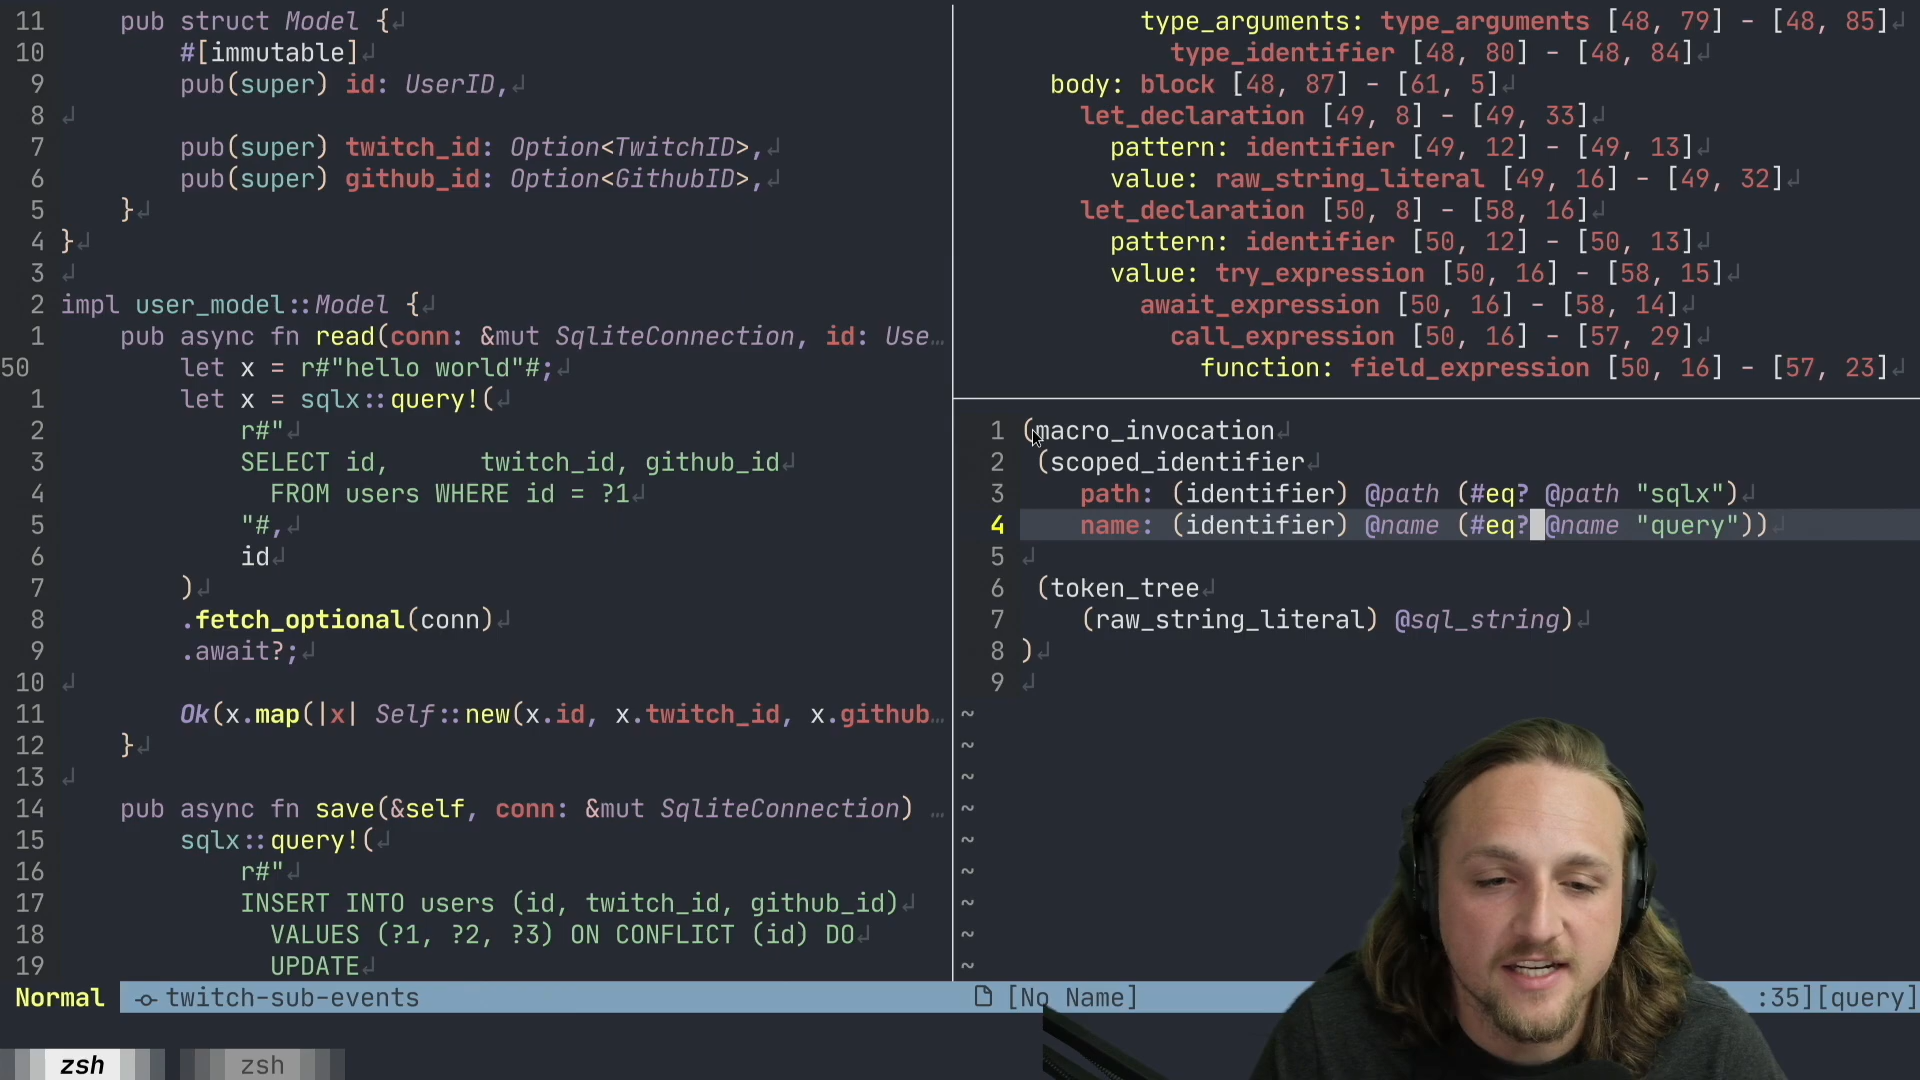 11 pub struct Model {
10 #[immutable]
9 pub(super) id: UserID,
8
7 pub(super) twitch_id: Option<TwitchID>,
6 pub(super) github_id: Option<GithubID>,
5 }
4 }
3
2 impl user_model::Model {
1 pub async fn read(conn: &mut SqliteConnection, id: Use…
50 let x = r#"hello world"#;
1 let x = sqlx::query!(
2 r#"
3 SELECT id, twitch_id, github_id
4 FROM users WHERE id = ?1
5 "#,
6 id
7 )
8 .fetch_optional(conn)
9 .await?;
10
11 Ok(x.map(|x| Self::new(x.id, x.twitch_id, x.github…
12 }
13
14 pub async fn save(&self, conn: &mut SqliteConnection) …
15 sqlx::query!(
16 r#"
17 INSERT INTO users (id, twitch_id, github_id)
18 VALUES (?1, ?2, ?3) ON CONFLICT (id) DO
19 UPDATE
type_arguments: type_arguments [48, 79] - [48, 85]
type_identifier [48, 80] - [48, 84]
body: block [48, 87] - [61, 5]
let_declaration [49, 8] - [49, 33]
pattern: identifier [49, 12] - [49, 13]
value: raw_string_literal [49, 16] - [49, 32]
let_declaration [50, 8] - [58, 16]
pattern: identifier [50, 12] - [50, 13]
value: try_expression [50, 16] - [58, 15]
await_expression [50, 16] - [58, 14]
call_expression [50, 16] - [57, 29]
function: field_expression [50, 16] - [57, 23]
1 (macro_invocation
2 (scoped_identifier
3 path: (identifier) @path (#eq? @path "sqlx")
4 name: (identifier) @name (#eq? @name "query"))
5
6 (token_tree
7 (raw_string_literal) @sql_string)
8 )
9
~
~
~
~
~
~
~
~
~
Normal twitch-sub-events [No Name] :35][query]
zsh zsh